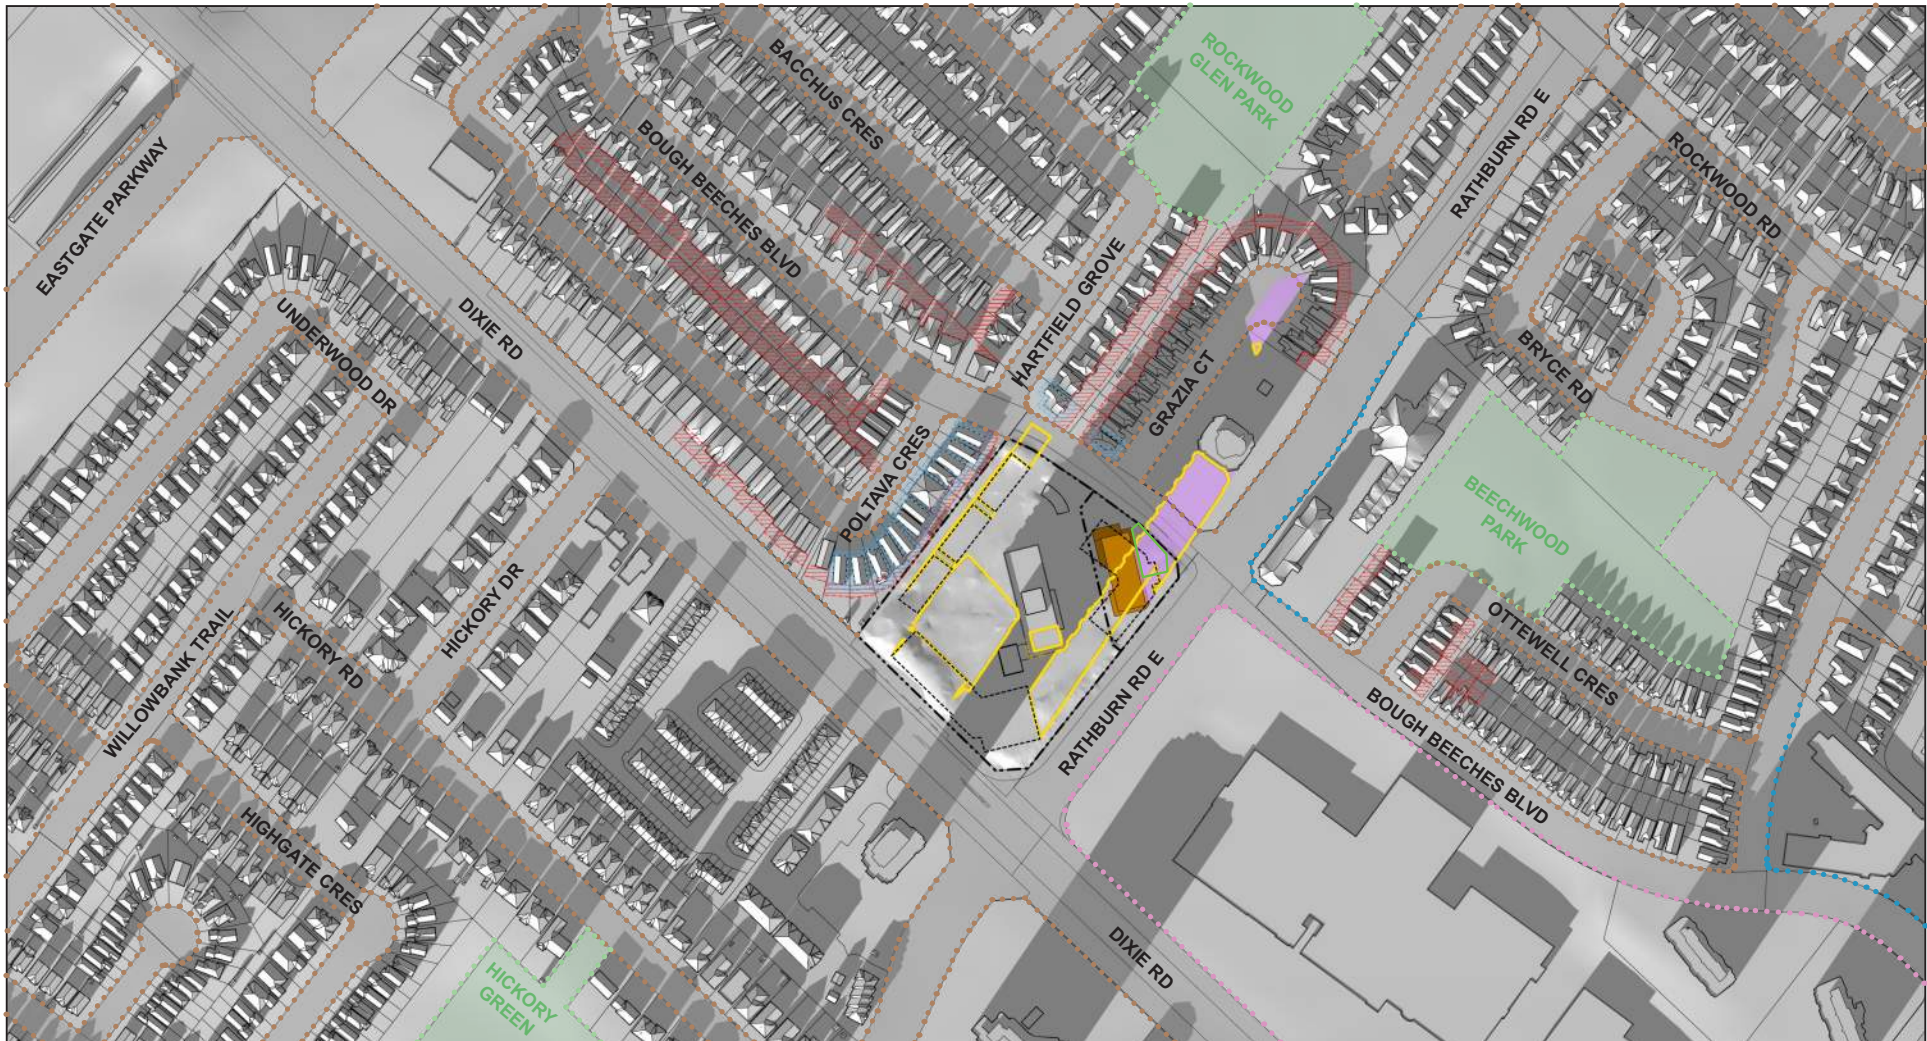 BACCHUS CRES
ROCKWOOD
GLEN PARK
RATHBURN RD E
ROCKWOOD RD
EASTGATE PARKWAY
BOUGH BEECHES BLVD
HARTFIELD GROVE
UNDERWOOD DR
DIXIE RD
GRAZIA CT
BRYCE RD
POLTAVA CRES
BEECHWOOD
PARK
HICKORY DR
OTTEWELL CRES
WILLOWBANK TRAIL
HICKORY RD
RATHBURN RD E
BOUGH BEECHES BLVD
HIGHGATE CRES
DIXIE RD
HICKORY
GREEN